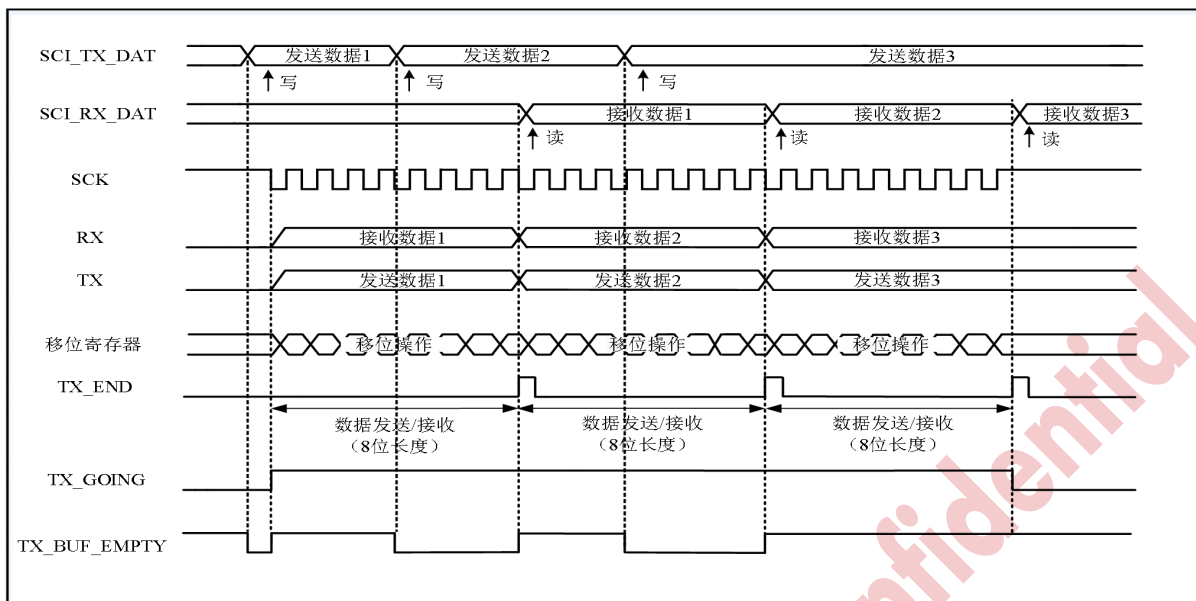 SCI_TX_DAT 发送数据1 发送数据2 发送数据3
写 写 写
SCI_RX_DAT 接收数据1 接收数据2 接收数据3
读 读 读
SCK
RX 接收数据1 接收数据2 接收数据3
TX 发送数据1 发送数据2 发送数据3
移位寄存器 移位操作 移位操作 移位操作
TX_END
数据发送/接收 数据发送/接收 数据发送/接收
（8位长度） （8位长度） （8位长度）
TX_GOING
TX_BUF_EMPTY
nfidential